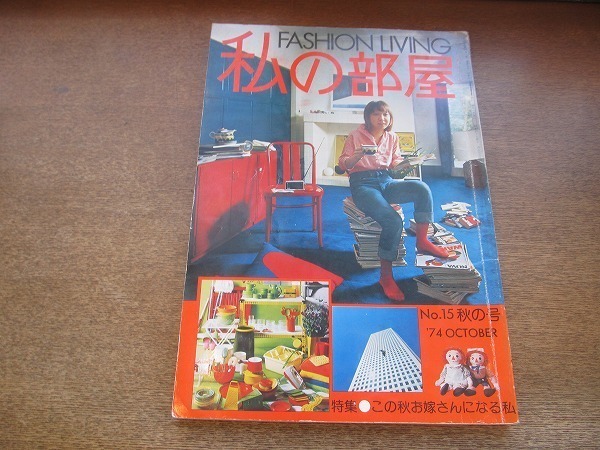 FASHION LIVING
私の部屋
NOVA
No.15 秋の号
'74 OCTOBER
特集●この秋お嫁さんになる私